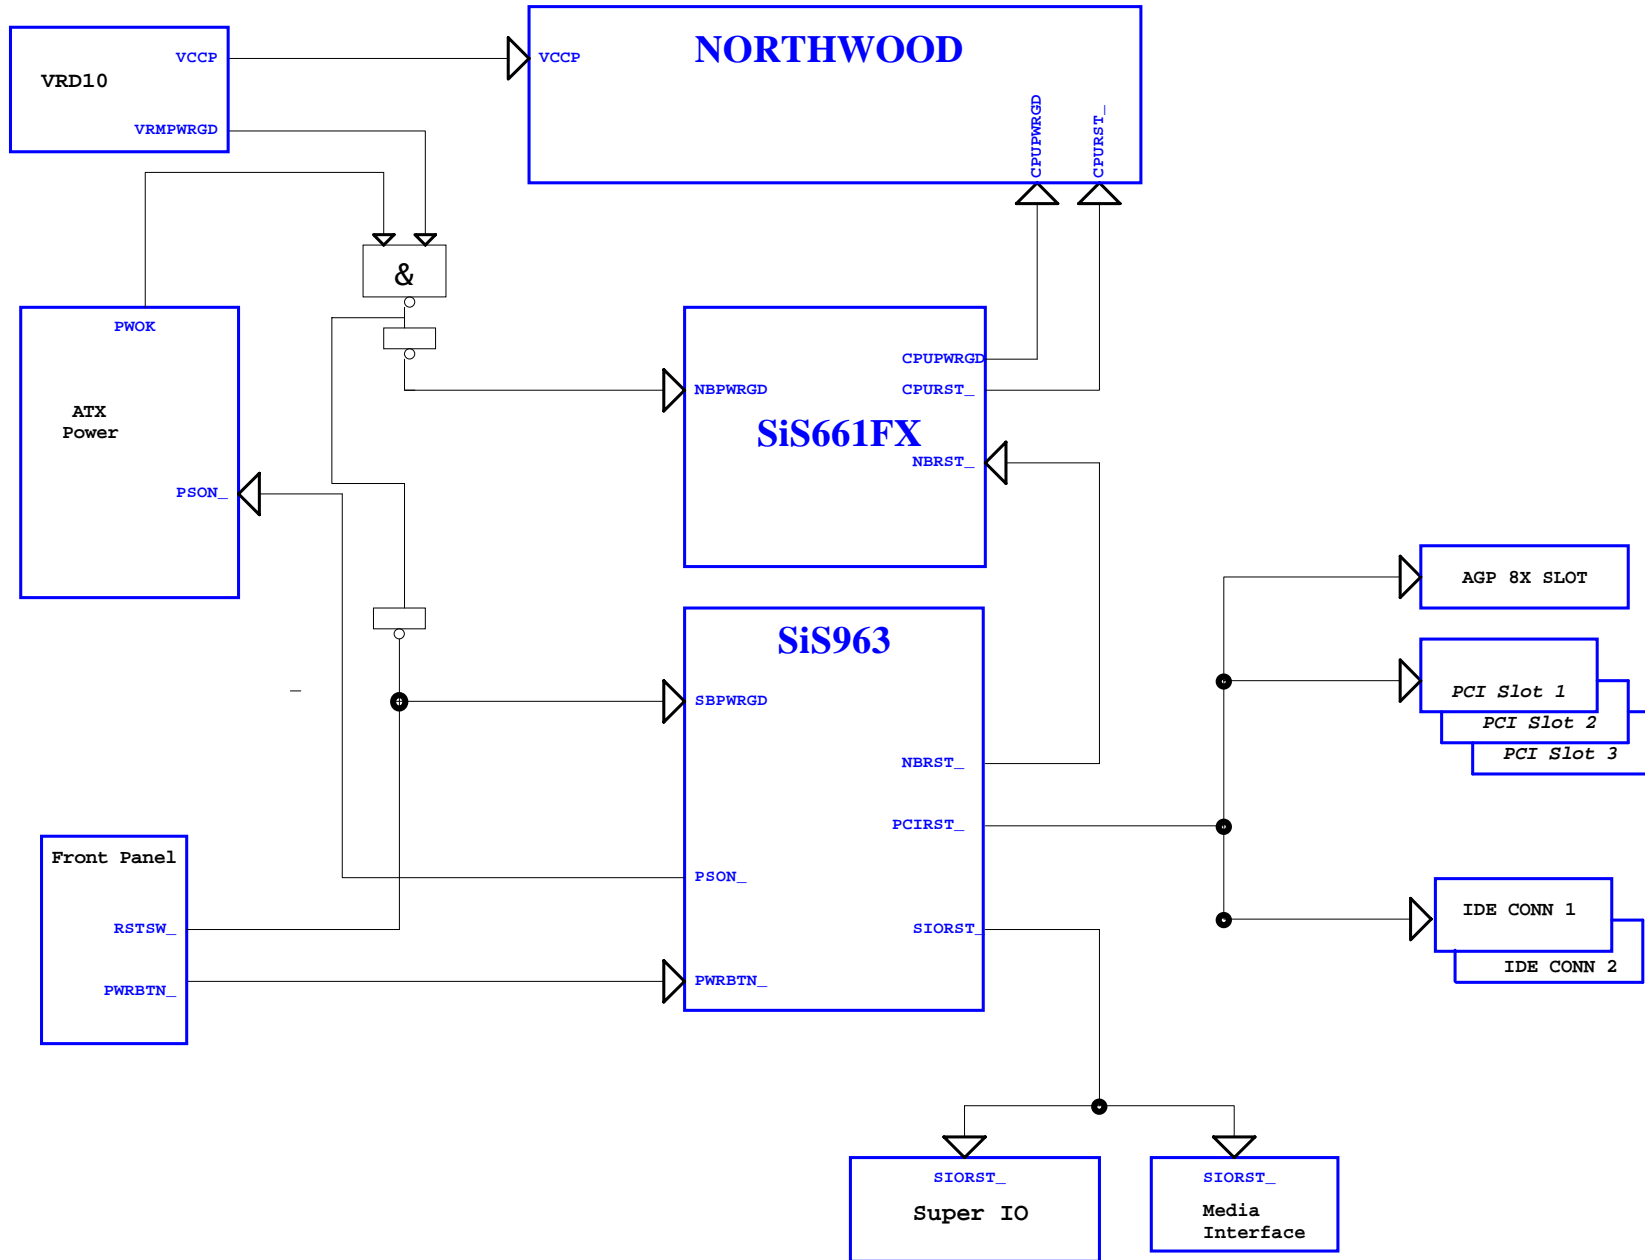 NORTHWOOD
VCCP
VCCP
VRD10
VRMPWRGD
CPUPWRGD
CPURST_
&
PWOK
ATX
Power
PSON_
CPUPWRGD
NBPWRGD
CPURST_
SiS661FX
NBRST_
AGP 8X SLOT
SiS963
SBPWRGD
NBRST_
PCIRST_
PSON_
SIORST_
PWRBTN_
PCI Slot 1
PCI Slot 2
PCI Slot 3
Front Panel
RSTSW_
PWRBTN_
IDE CONN 1
IDE CONN 2
SIORST_
Super IO
SIORST_
Media
Interface